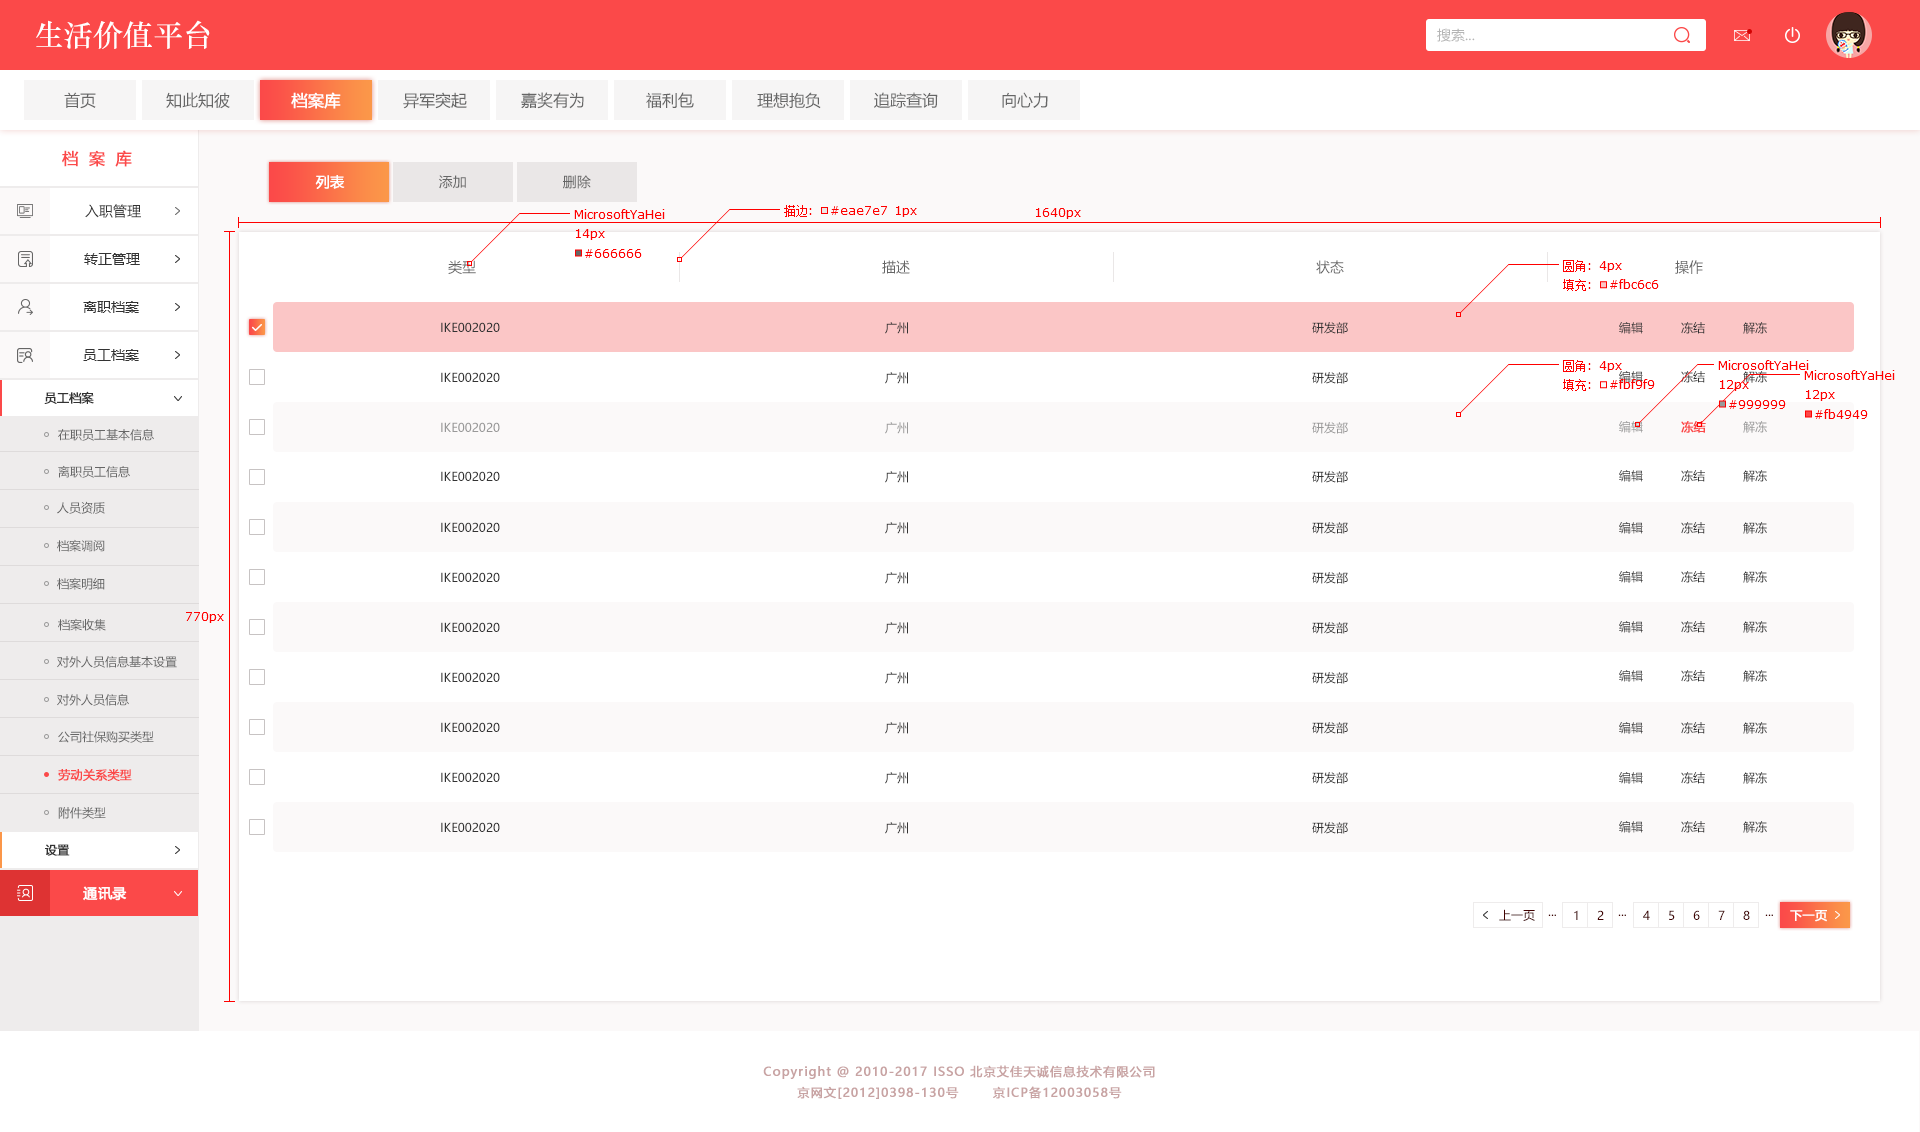 生活价值平台
搜索...
首页 知此知彼 档案库 异军突起 嘉奖有为 福利包 理想抱负 追踪查询 向心力
档案库
入职管理
转正管理
离职档案
员工档案
员工档案
在职员工基本信息
离职员工信息
人员资质
档案调阅
档案明细
档案收集
对外人员信息基本设置
对外人员信息
公司社保购买类型
劳动关系类型
附件类型
设置
通讯录
列表 添加 删除
MicrosoftYaHei
14px
#666666
描边: #eae7e7 1px
1640px
770px
类型 描述 状态 操作
圆角: 4px
填充: #fbc6c6
IKE002020 广州 研发部 编辑 冻结 解冻
圆角: 4px
填充: #fbf9f9
MicrosoftYaHei
12px
#999999
MicrosoftYaHei
12px
#fb4949
IKE002020 广州 研发部 编辑 冻结 解冻
IKE002020 广州 研发部 编辑 冻结 解冻
IKE002020 广州 研发部 编辑 冻结 解冻
IKE002020 广州 研发部 编辑 冻结 解冻
IKE002020 广州 研发部 编辑 冻结 解冻
IKE002020 广州 研发部 编辑 冻结 解冻
IKE002020 广州 研发部 编辑 冻结 解冻
IKE002020 广州 研发部 编辑 冻结 解冻
IKE002020 广州 研发部 编辑 冻结 解冻
IKE002020 广州 研发部 编辑 冻结 解冻
< 上一页 ... 1 2 ... 4 5 6 7 8 ... 下一页 >
Copyright @ 2010-2017 ISSO 北京艾佳天诚信息技术有限公司
京网文[2012]0398-130号 京ICP备12003058号